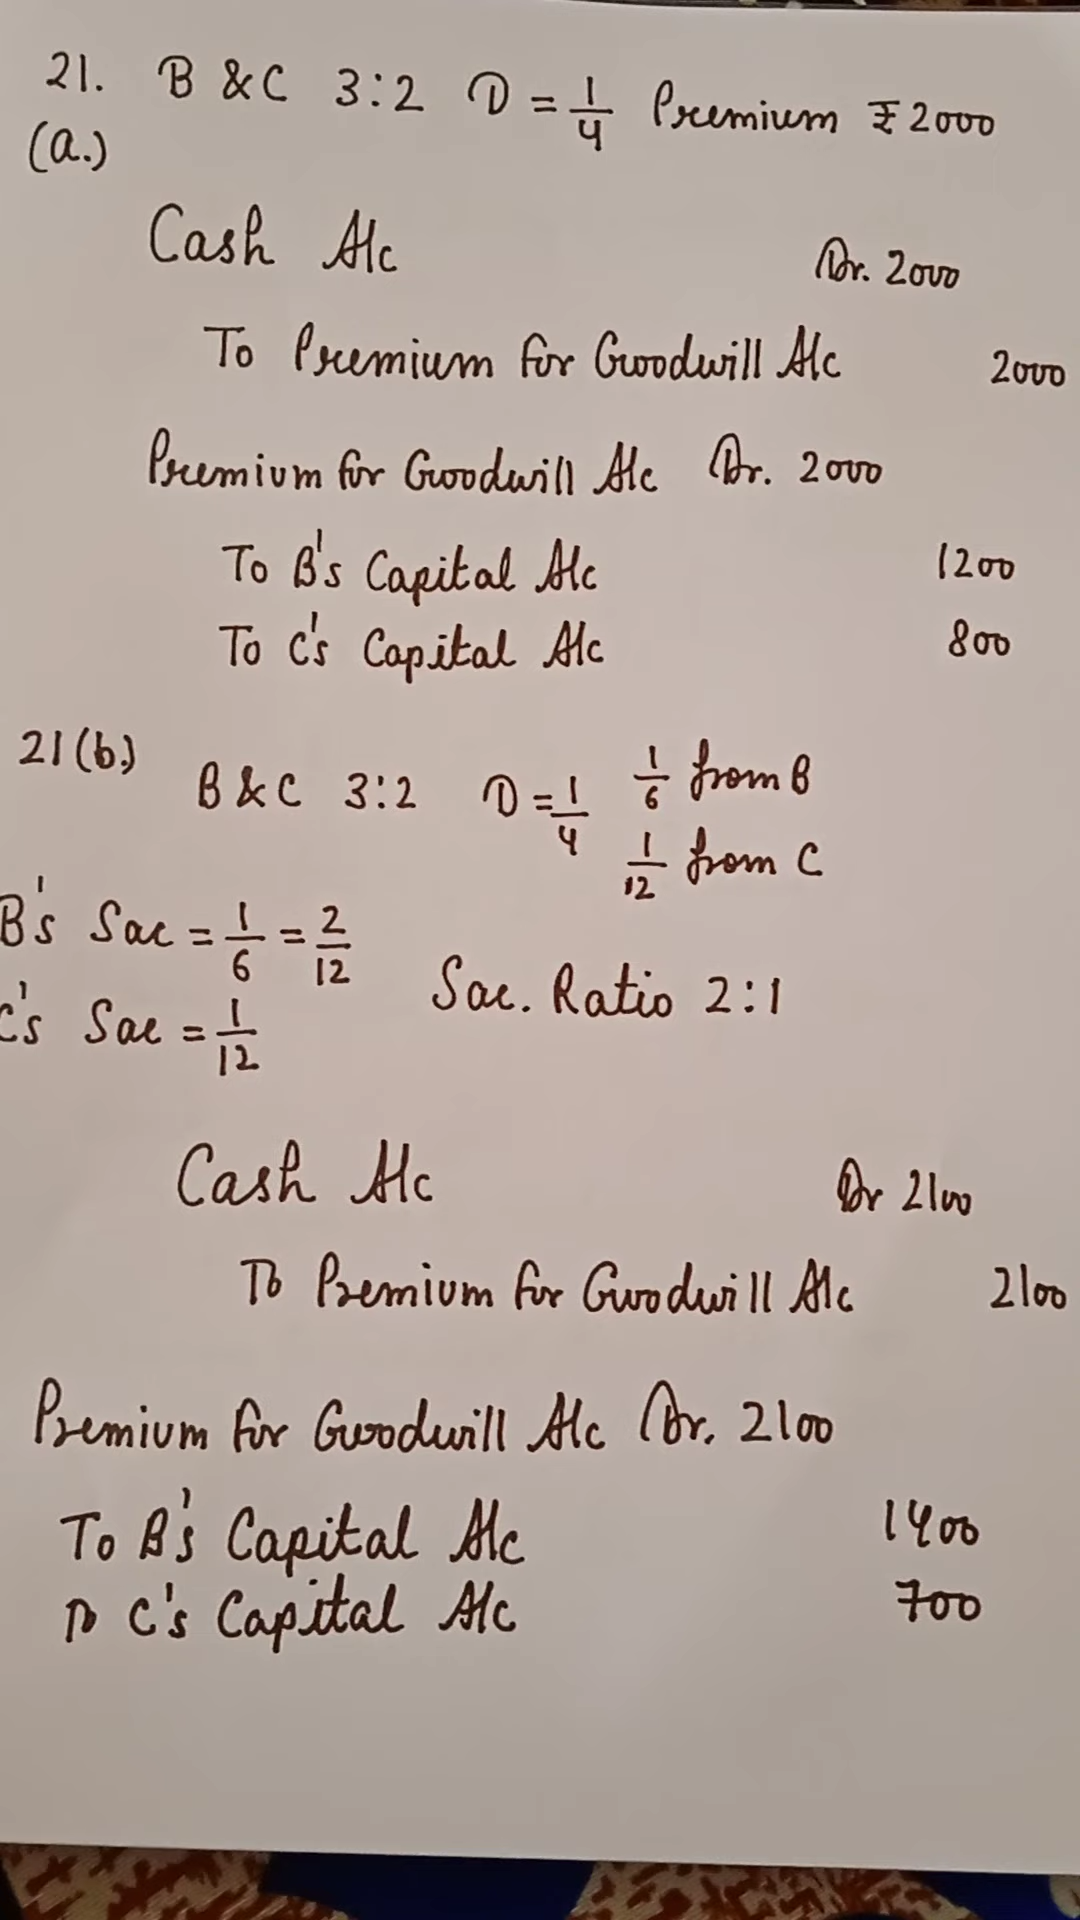 21. B & C 3:2 D = 1/4 Premium ₹2000
(a.)
Cash A/c Dr. 2000
To Premium for Goodwill A/c 2000
Premium for Goodwill A/c Dr. 2000
To B's Capital A/c 1200
To C's Capital A/c 800
21(b.) B & C 3:2 D = 1/4 1/6 from B
1/12 from C
B's Sac = 1/6 = 2/12
C's Sac = 1/12
Sac. Ratio 2:1
Cash A/c Dr 2100
To Premium for Goodwill A/c 2100
Premium for Goodwill A/c Dr. 2100
To B's Capital A/c 1400
To C's Capital A/c 700